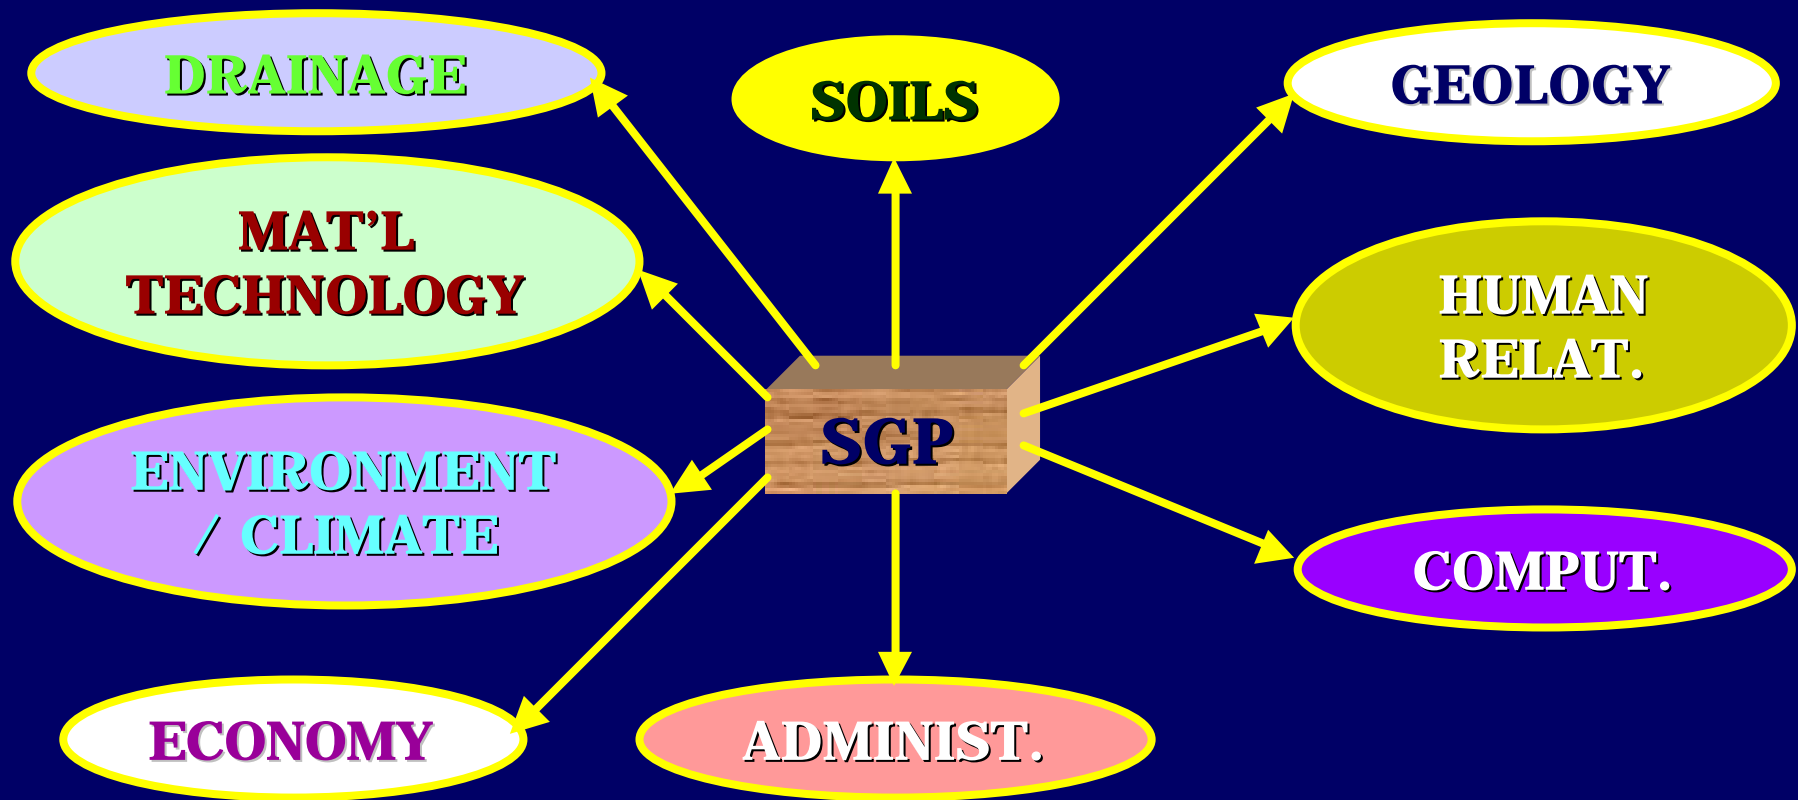 DRAINAGE
SOILS
GEOLOGY
MAT’L
TECHNOLOGY
HUMAN
RELAT.
SGP
ENVIRONMENT
/ CLIMATE
COMPUT.
ECONOMY
ADMINIST.